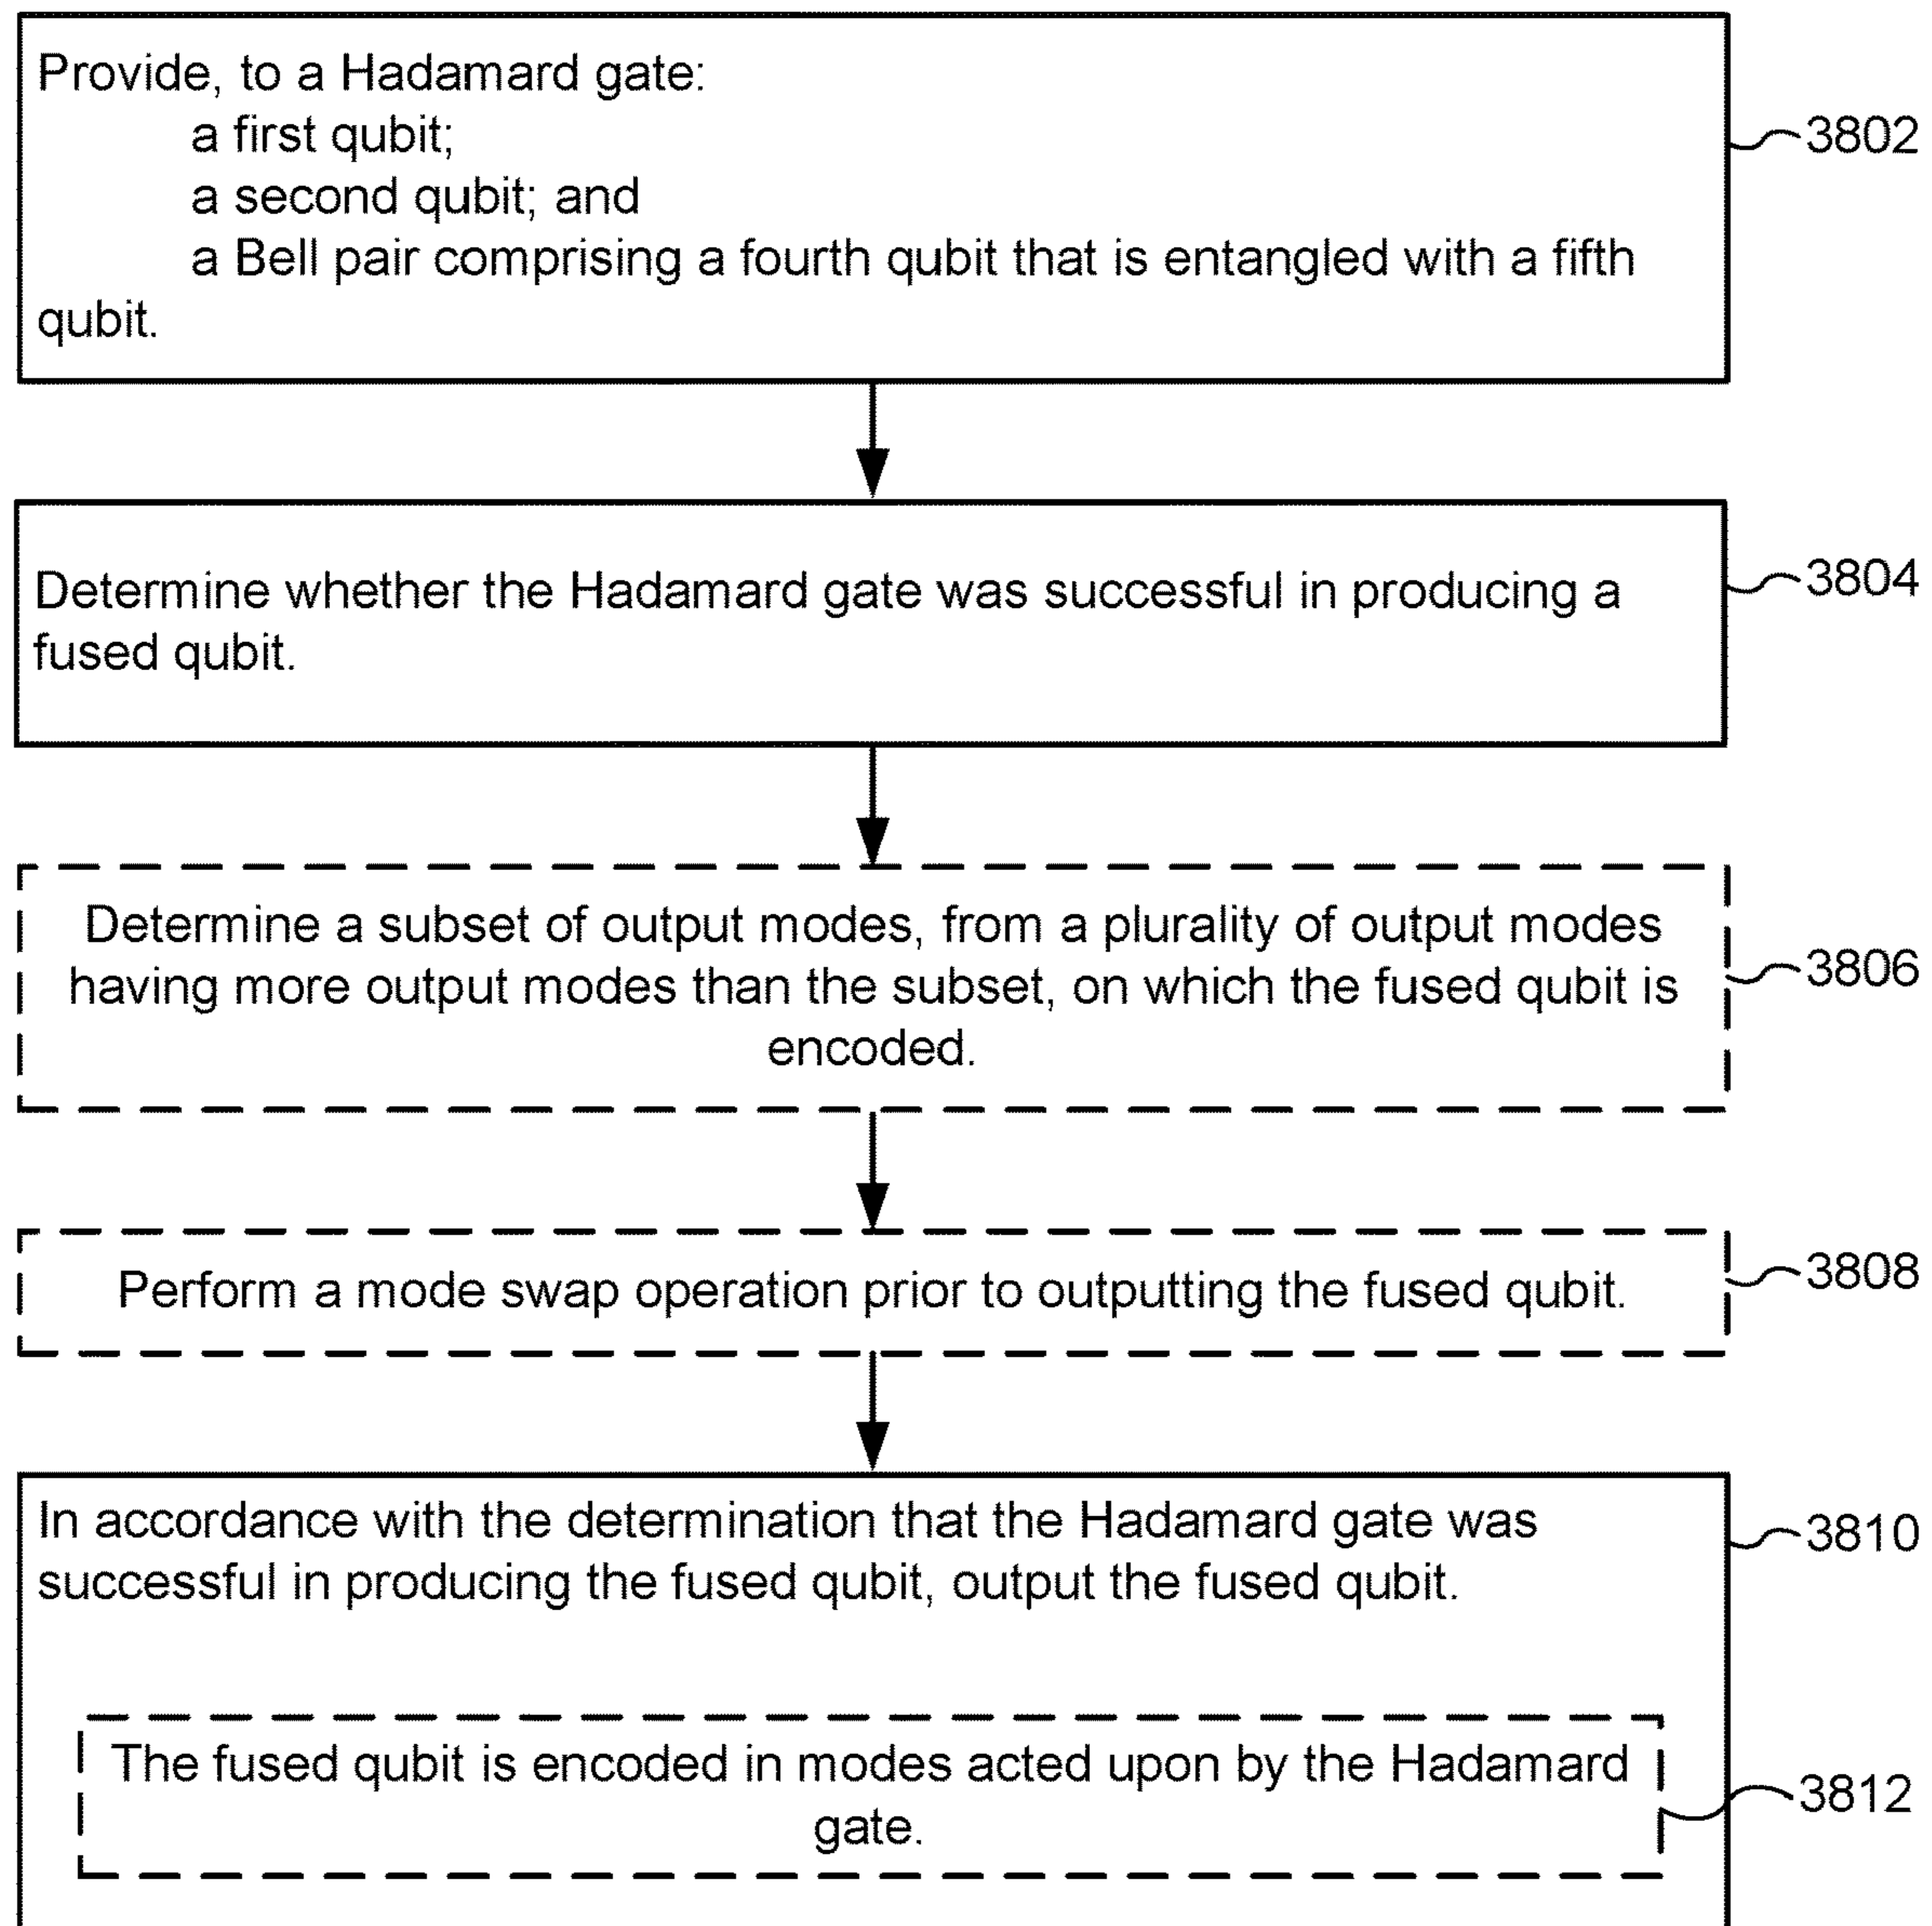 Provide, to a Hadamard gate:
a first qubit;
a second qubit; and
a Bell pair comprising a fourth qubit that is entangled with a fifth
qubit.
3802
Determine whether the Hadamard gate was successful in producing a
fused qubit.
3804
Determine a subset of output modes, from a plurality of output modes
having more output modes than the subset, on which the fused qubit is
encoded.
3806
Perform a mode swap operation prior to outputting the fused qubit.
3808
In accordance with the determination that the Hadamard gate was
successful in producing the fused qubit, output the fused qubit.
3810
The fused qubit is encoded in modes acted upon by the Hadamard
gate.
3812